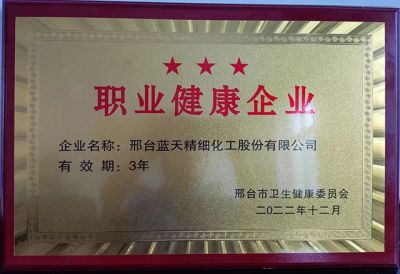 ★★★
职业健康企业
企业名称：邢台蓝天精细化工股份有限公司
有效期：3年
邢台市卫生健康委员会
二〇二二年十二月